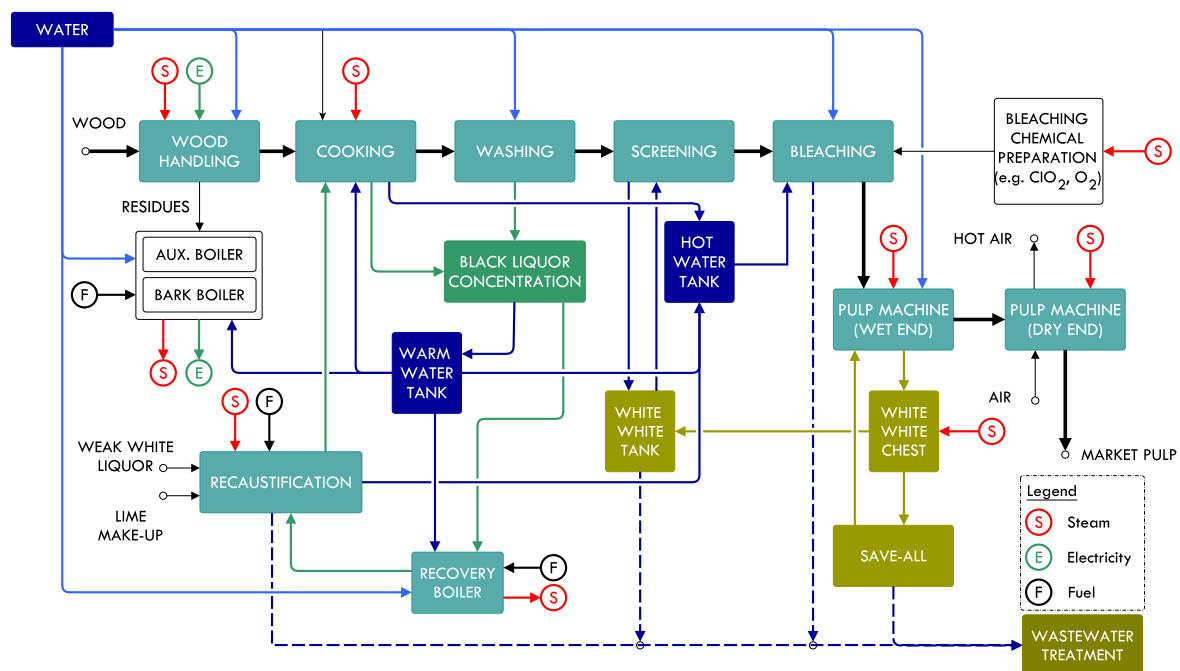 WATER
S
E
S
WOOD
WOOD
HANDLING
COOKING
WASHING
SCREENING
BLEACHING
BLEACHING
CHEMICAL
PREPARATION
(e.g. ClO2, O2)
S
RESIDUES
AUX. BOILER
BARK BOILER
F
S
E
BLACK LIQUOR
CONCENTRATION
HOT
WATER
TANK
S
HOT AIR
S
PULP MACHINE
(WET END)
PULP MACHINE
(DRY END)
WARM
WATER
TANK
S
F
WHITE
WHITE
TANK
WHITE
WHITE
CHEST
S
AIR
MARKET PULP
WEAK WHITE
LIQUOR
RECAUSTIFICATION
LIME
MAKE-UP
RECOVERY
BOILER
F
S
SAVE-ALL
Legend
S Steam
E Electricity
F Fuel
WASTEWATER
TREATMENT